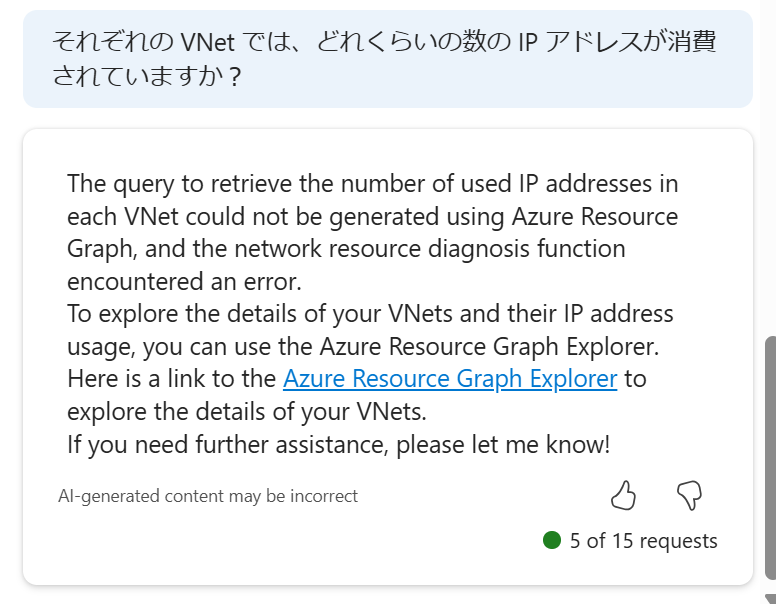 それぞれの VNet では、どれくらいの数の IP アドレスが消費
されていますか？
The query to retrieve the number of used IP addresses in
each VNet could not be generated using Azure Resource
Graph, and the network resource diagnosis function
encountered an error.
To explore the details of your VNets and their IP address
usage, you can use the Azure Resource Graph Explorer.
Here is a link to the Azure Resource Graph Explorer to
explore the details of your VNets.
If you need further assistance, please let me know!
AI-generated content may be incorrect
5 of 15 requests